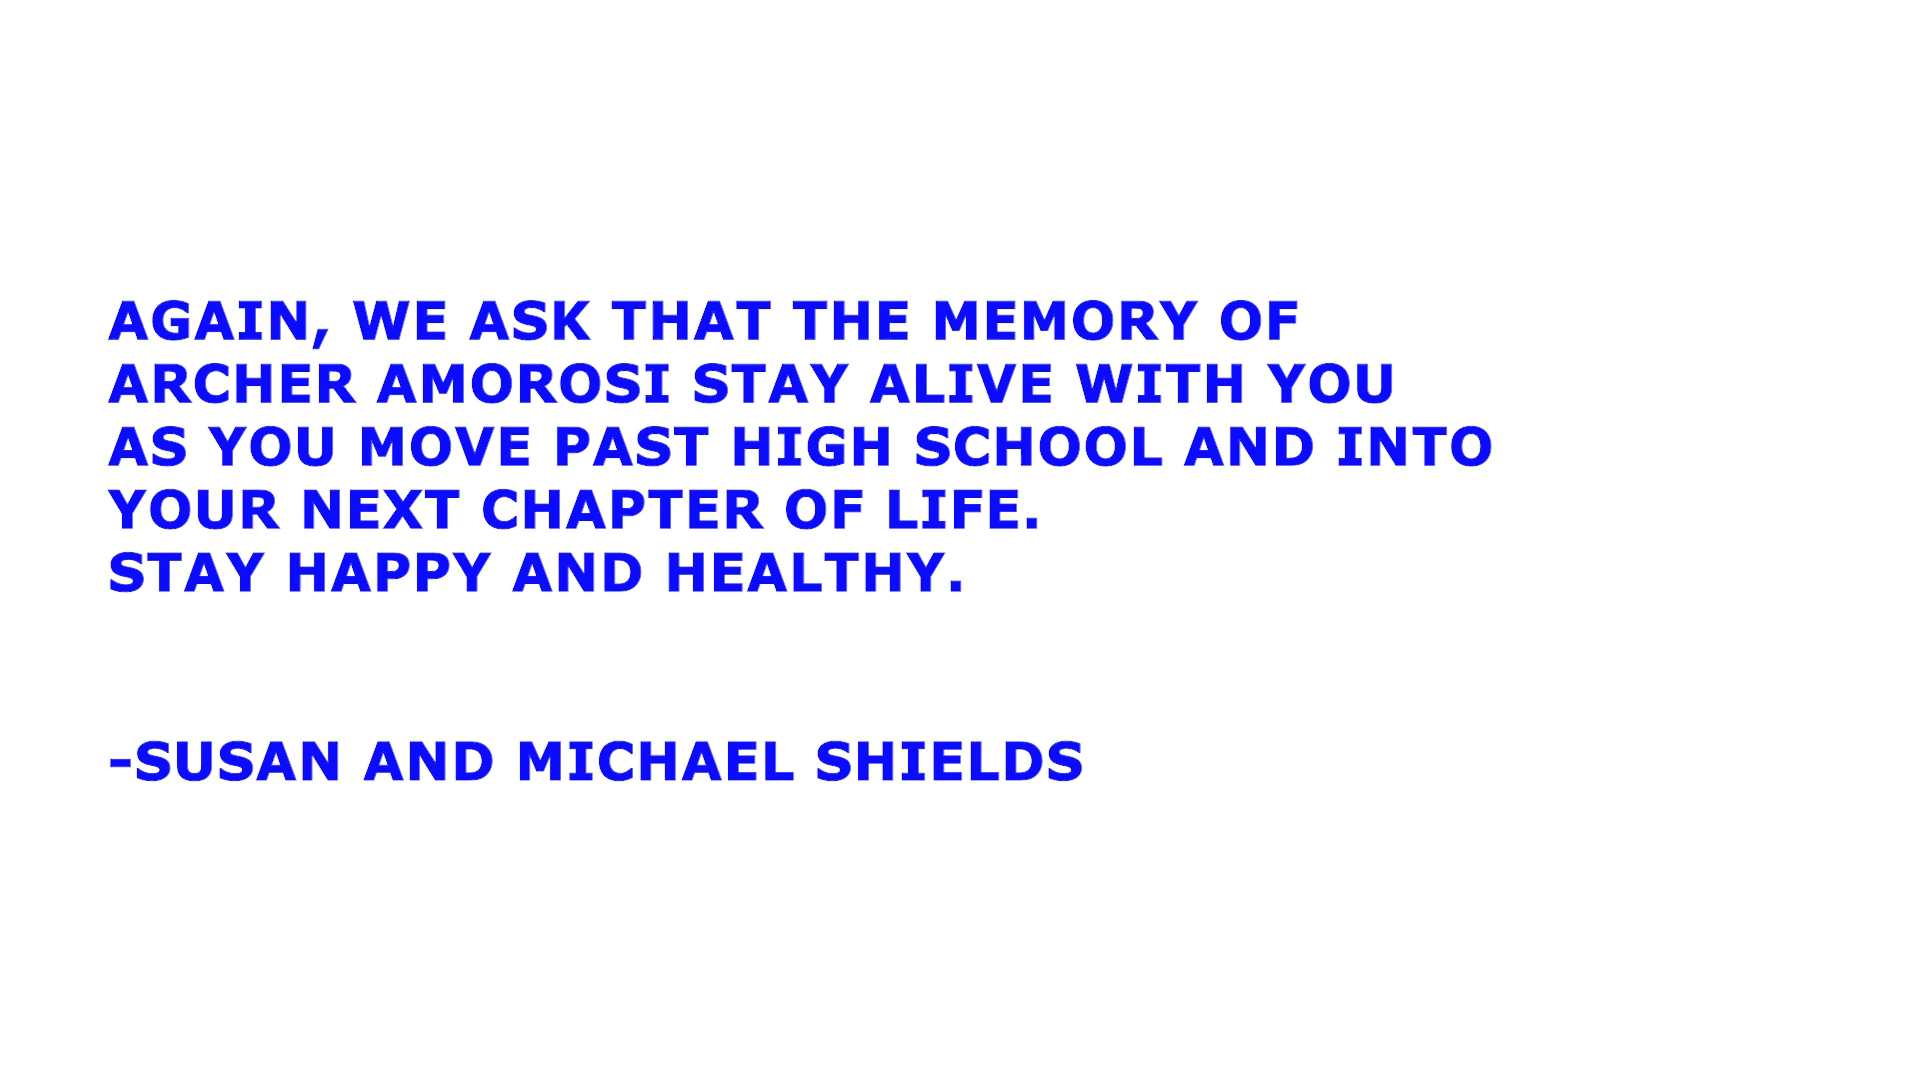 AGAIN, WE ASK THAT THE MEMORY OF
ARCHER AMOROSI STAY ALIVE WITH YOU
AS YOU MOVE PAST HIGH SCHOOL AND INTO
YOUR NEXT CHAPTER OF LIFE.
STAY HAPPY AND HEALTHY.
-SUSAN AND MICHAEL SHIELDS